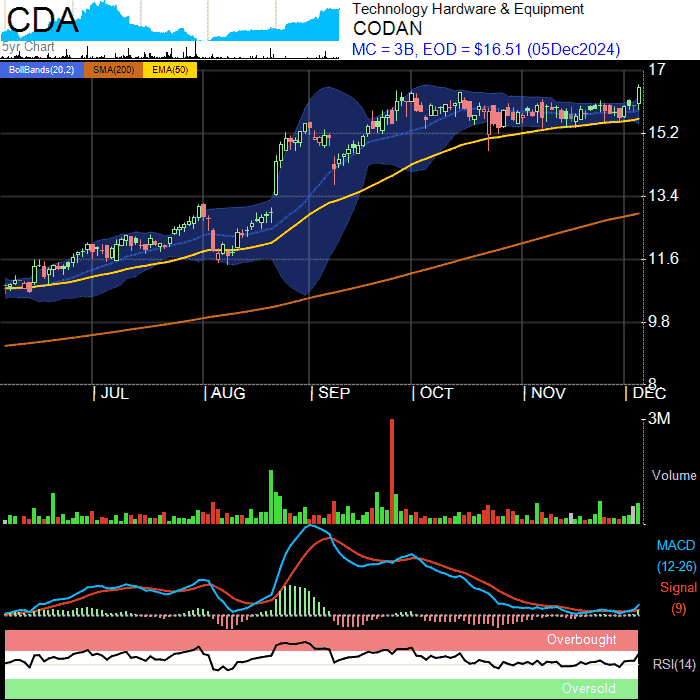 CDA
5yr Chart
Technology Hardware & Equipment
CODAN
MC = 3B, EOD = $16.51 (05Dec2024)
BollBands(20,2) SMA(200) EMA(50)
17
15.2
13.4
11.6
9.8
8
JUL AUG SEP OCT NOV DEC
3M
Volume
MACD
(12-26)
Signal
(9)
Overbought
RSI(14)
Oversold